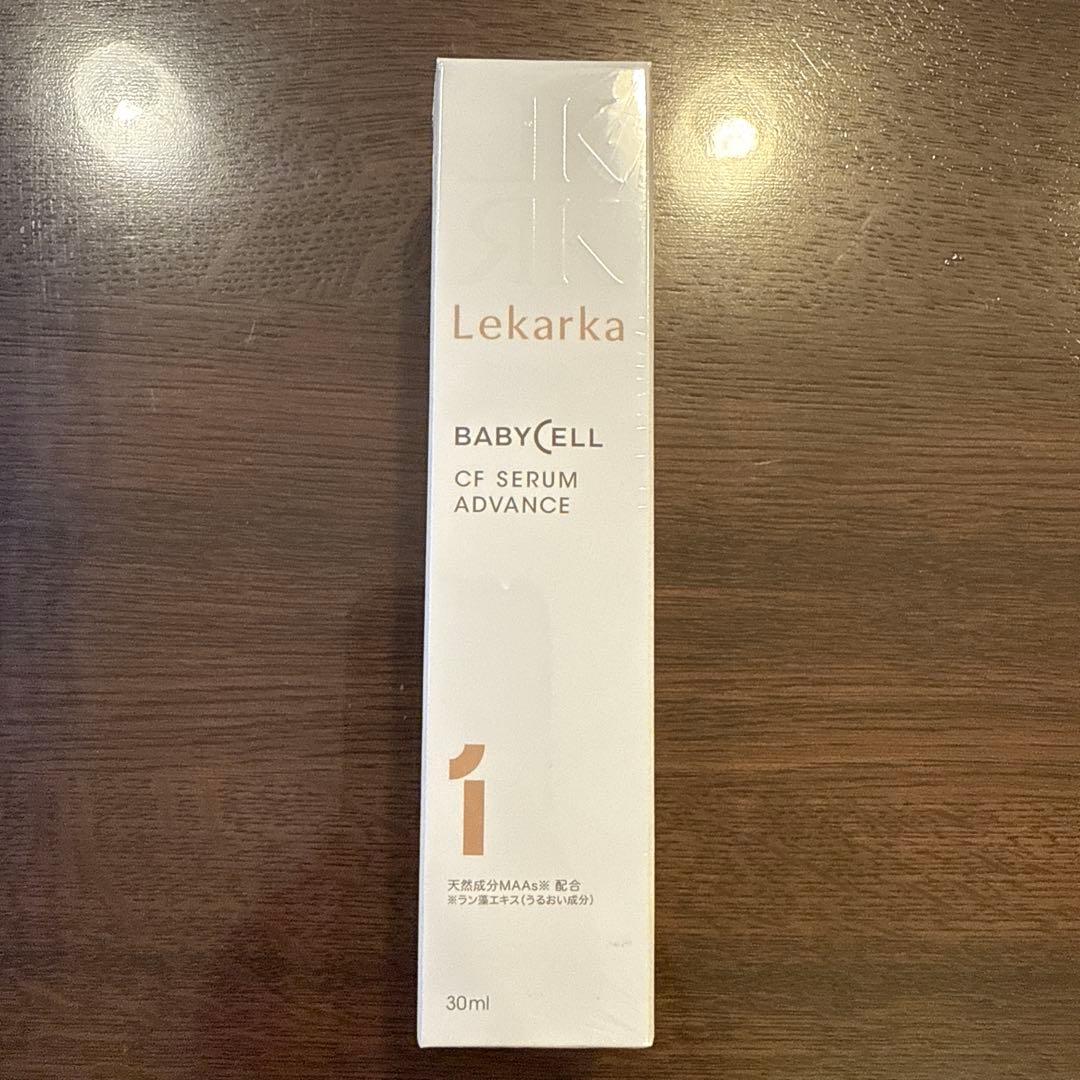 Lekarka
BABYCELL
CF SERUM
ADVANCE
1
天然成分MAAs※ 配合
※ラン藻エキス(うるおい成分)
30ml